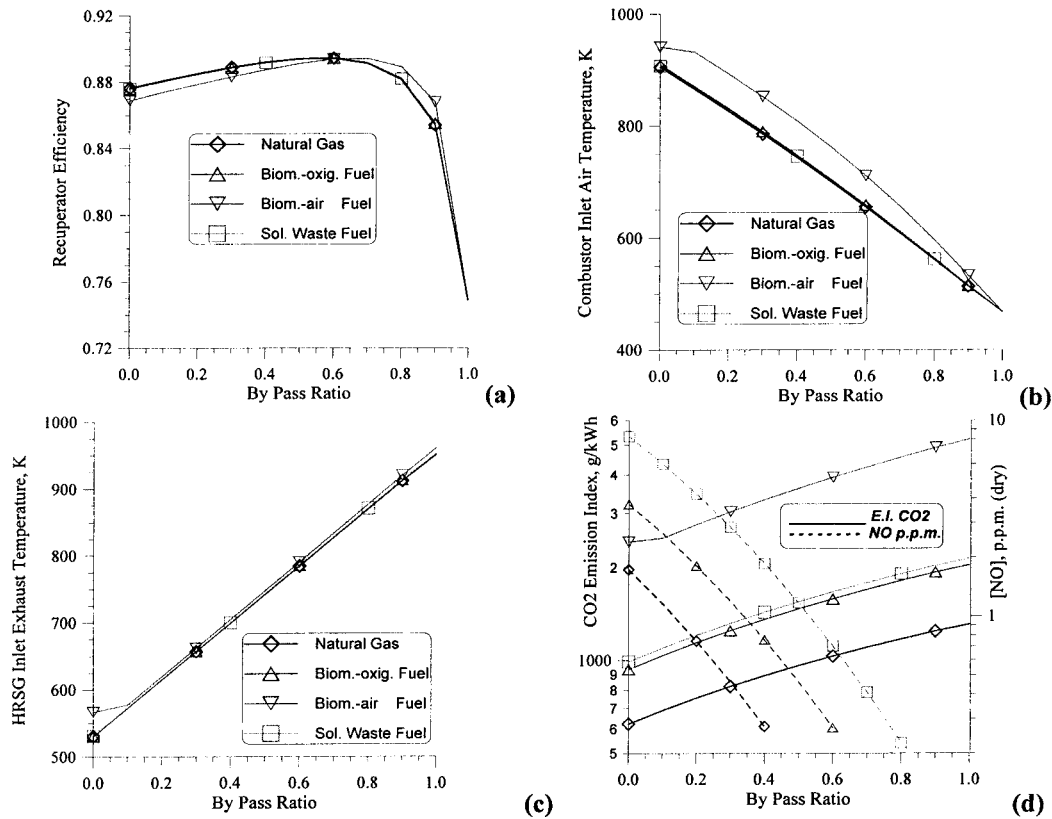 0.92
0.88
0.84
0.80
0.76
0.72
Recuperator Efficiency
Natural Gas
Biom.-oxig. Fuel
Biom.-air Fuel
Sol. Waste Fuel
0.0 0.2 0.4 0.6 0.8 1.0
By Pass Ratio
(a)
1000
800
600
400
Combustor Inlet Air Temperature, K
Natural Gas
Biom.-oxig. Fuel
Biom.-air Fuel
Sol. Waste Fuel
0.0 0.2 0.4 0.6 0.8 1.0
By Pass Ratio
(b)
1000
900
800
700
600
500
HRSG Inlet Exhaust Temperature, K
Natural Gas
Biom.-oxig. Fuel
Biom.-air Fuel
Sol. Waste Fuel
0.0 0.2 0.4 0.6 0.8 1.0
By Pass Ratio
(c)
6
5
4
3
2
1000
9
8
7
6
5
CO2 Emission Index, g/kWh
E.I. CO2
NO p.p.m.
10
1
[NO], p.p.m. (dry)
0.0 0.2 0.4 0.6 0.8 1.0
By Pass Ratio
(d)